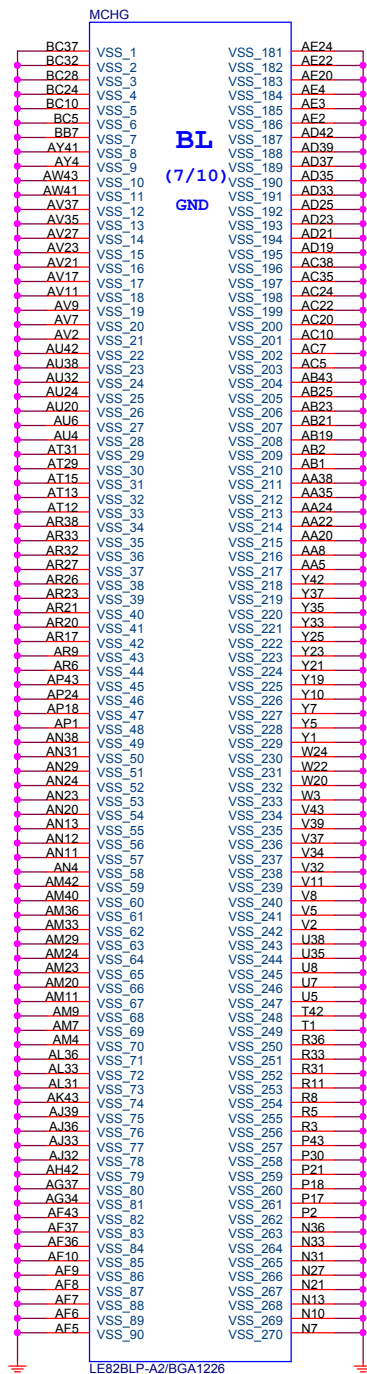 MCHG
BC37 VSS_1 VSS_181 AE24
BC32 VSS_2 VSS_182 AE22
BC28 VSS_3 VSS_183 AE20
BC24 VSS_4 VSS_184 AE4
BC10 VSS_5 VSS_185 AE3
BC5 VSS_6 VSS_186 AE2
BB7 VSS_7 BL VSS_187 AD42
AY41 VSS_8 VSS_188 AD39
AY4 VSS_9 VSS_189 AD37
AW43 VSS_10 (7/10) VSS_190 AD35
AW41 VSS_11 VSS_191 AD33
AV37 VSS_12 GND VSS_192 AD25
AV35 VSS_13 VSS_193 AD23
AV27 VSS_14 VSS_194 AD21
AV23 VSS_15 VSS_195 AD19
AV21 VSS_16 VSS_196 AC38
AV17 VSS_17 VSS_197 AC35
AV11 VSS_18 VSS_198 AC24
AV9 VSS_19 VSS_199 AC22
AV7 VSS_20 VSS_200 AC20
AV2 VSS_21 VSS_201 AC10
AU42 VSS_22 VSS_202 AC7
AU38 VSS_23 VSS_203 AC5
AU32 VSS_24 VSS_204 AB43
AU24 VSS_25 VSS_205 AB25
AU20 VSS_26 VSS_206 AB23
AU6 VSS_27 VSS_207 AB21
AU4 VSS_28 VSS_208 AB19
AT31 VSS_29 VSS_209 AB2
AT29 VSS_30 VSS_210 AB1
AT15 VSS_31 VSS_211 AA38
AT13 VSS_32 VSS_212 AA35
AT12 VSS_33 VSS_213 AA24
AR38 VSS_34 VSS_214 AA22
AR33 VSS_35 VSS_215 AA20
AR32 VSS_36 VSS_216 AA8
AR27 VSS_37 VSS_217 AA5
AR26 VSS_38 VSS_218 Y42
AR23 VSS_39 VSS_219 Y37
AR21 VSS_40 VSS_220 Y35
AR20 VSS_41 VSS_221 Y33
AR17 VSS_42 VSS_222 Y25
AR9 VSS_43 VSS_223 Y23
AR6 VSS_44 VSS_224 Y21
AP43 VSS_45 VSS_225 Y19
AP24 VSS_46 VSS_226 Y10
AP18 VSS_47 VSS_227 Y7
AP1 VSS_48 VSS_228 Y5
AN38 VSS_49 VSS_229 Y1
AN31 VSS_50 VSS_230 W24
AN29 VSS_51 VSS_231 W22
AN24 VSS_52 VSS_232 W20
AN23 VSS_53 VSS_233 W3
AN20 VSS_54 VSS_234 V43
AN13 VSS_55 VSS_235 V39
AN12 VSS_56 VSS_236 V37
AN11 VSS_57 VSS_237 V34
AN4 VSS_58 VSS_238 V32
AM42 VSS_59 VSS_239 V11
AM40 VSS_60 VSS_240 V8
AM36 VSS_61 VSS_241 V5
AM33 VSS_62 VSS_242 V2
AM29 VSS_63 VSS_243 U38
AM24 VSS_64 VSS_244 U35
AM23 VSS_65 VSS_245 U8
AM20 VSS_66 VSS_246 U7
AM11 VSS_67 VSS_247 U5
AM9 VSS_68 VSS_248 T42
AM7 VSS_69 VSS_249 T1
AM4 VSS_70 VSS_250 R36
AL36 VSS_71 VSS_251 R33
AL33 VSS_72 VSS_252 R31
AL31 VSS_73 VSS_253 R11
AK43 VSS_74 VSS_254 R8
AJ39 VSS_75 VSS_255 R5
AJ36 VSS_76 VSS_256 R3
AJ33 VSS_77 VSS_257 P43
AJ32 VSS_78 VSS_258 P30
AH42 VSS_79 VSS_259 P21
AG37 VSS_80 VSS_260 P18
AG34 VSS_81 VSS_261 P17
AF43 VSS_82 VSS_262 P2
AF37 VSS_83 VSS_263 N36
AF36 VSS_84 VSS_264 N33
AF10 VSS_85 VSS_265 N31
AF9 VSS_86 VSS_266 N27
AF8 VSS_87 VSS_267 N21
AF7 VSS_88 VSS_268 N13
AF6 VSS_89 VSS_269 N10
AF5 VSS_90 VSS_270 N7
LE82BLP-A2/BGA1226